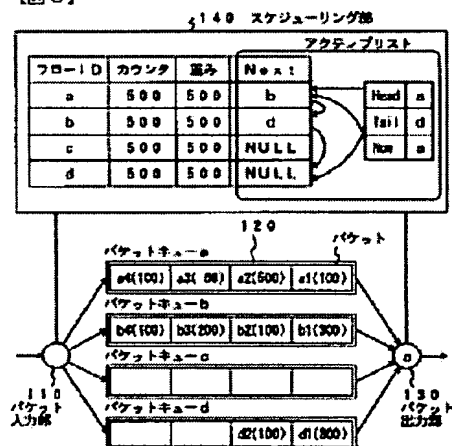 140 スケジューリング部
アクティブリスト
フローID カウンタ 重み Next
a 500 500 b
b 500 500 d
c 500 500 NULL
d 500 500 NULL
Head a
Tail d
Now a
120
パケット
パケットキューa
a4(100) a2(500) a1(100)
パケットキューb
b4(500) b3(200) b2(100) b1(300)
パケットキューc
パケットキューd
d2(100) d1(300)
a
110
パケット
入力部
130
パケット
出力部